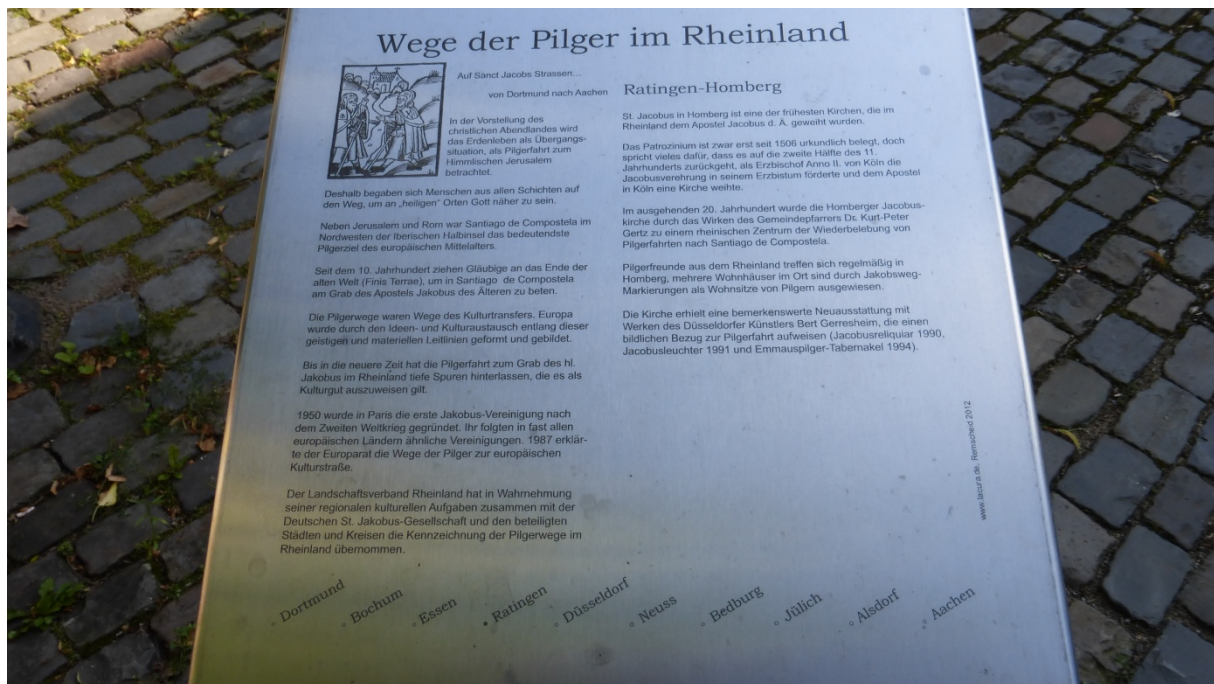 Wege der Pilger im Rheinland
Auf Sanct Jacobs Strassen...
von Dortmund nach Aachen
In der Vorstellung des
christlichen Abendlandes wird
das Erdenleben als Übergangs-
situation, als Pilgerfahrt zum
Himmlischen Jerusalem
betrachtet.
Deshalb begaben sich Menschen aus allen Schichten auf
den Weg, um an „heiligen“ Orten Gott näher zu sein.
Neben Jerusalem und Rom war Santiago de Compostela im
Nordwesten der Iberischen Halbinsel das bedeutendste
Pilgerziel des europäischen Mittelalters.
Seit dem 10. Jahrhundert ziehen Gläubige an das Ende der
alten Welt (Finis Terrae), um in Santiago de Compostela
am Grab des Apostels Jakobus des Älteren zu beten.
Die Pilgerwege waren Wege des Kulturtransfers. Europa
wurde durch den Ideen- und Kulturaustausch entlang dieser
geistigen und materiellen Leitlinien geformt und gebildet.
Bis in die neuere Zeit hat die Pilgerfahrt zum Grab des hl.
Jakobus im Rheinland tiefe Spuren hinterlassen, die es als
Kulturgut auszuweisen gilt.
1950 wurde in Paris die erste Jakobus-Vereinigung nach
dem Zweiten Weltkrieg gegründet. Ihr folgten in fast allen
europäischen Ländern ähnliche Vereinigungen. 1987 erklär-
te der Europarat die Wege der Pilger zur europäischen
Kulturstraße.
Der Landschaftsverband Rheinland hat in Wahrnehmung
seiner regionalen kulturellen Aufgaben zusammen mit der
Deutschen St. Jakobus-Gesellschaft und den beteiligten
Städten und Kreisen die Kennzeichnung der Pilgerwege im
Rheinland übernommen.
Ratingen-Homberg
St. Jacobus in Homberg ist eine der frühesten Kirchen, die im
Rheinland dem Apostel Jacobus d. Ä. geweiht wurden.
Das Patrozinium ist zwar erst seit 1506 urkundlich belegt, doch
spricht vieles dafür, dass es auf die zweite Hälfte des 11.
Jahrhunderts zurückgeht, als Erzbischof Anno II. von Köln die
Jacobusverehrung in seinem Erzbistum förderte und dem Apostel
in Köln eine Kirche weihte.
Im ausgehenden 20. Jahrhundert wurde die Homberger Jacobus-
kirche durch das Wirken des Gemeindepfarrers Dr. Kurt-Peter
Gertz zu einem rheinischen Zentrum der Wiederbelebung von
Pilgerfahrten nach Santiago de Compostela.
Pilgerfreunde aus dem Rheinland treffen sich regelmäßig in
Homberg, mehrere Wohnhäuser im Ort sind durch Jakobsweg-
Markierungen als Wohnsitze von Pilgern ausgewiesen.
Die Kirche erhielt eine bemerkenswerte Neuausstattung mit
Werken des Düsseldorfer Künstlers Bert Gerresheim, die einen
bildlichen Bezug zur Pilgerfahrt aufweisen (Jacobusreliquiar 1990,
Jacobusleuchter 1991 und Emmauspilger-Tabernakel 1994).
www.lacura.de, Remscheid 2012
Dortmund
Bochum
Essen
Ratingen
Düsseldorf
Neuss
Bedburg
Jülich
Alsdorf
Aachen